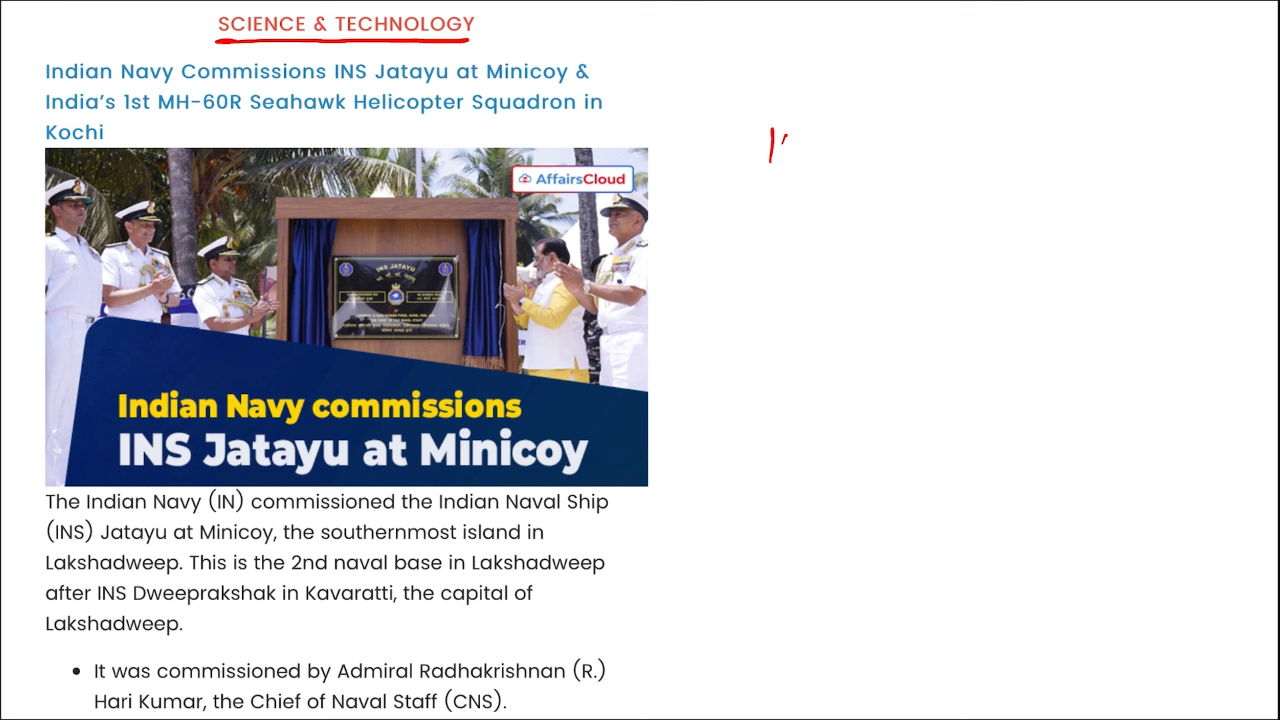 SCIENCE & TECHNOLOGY
Indian Navy Commissions INS Jatayu at Minicoy &
India’s 1st MH-60R Seahawk Helicopter Squadron in
Kochi
AffairsCloud
INS JATAYU
Indian Navy commissions
INS Jatayu at Minicoy
The Indian Navy (IN) commissioned the Indian Naval Ship
(INS) Jatayu at Minicoy, the southernmost island in
Lakshadweep. This is the 2nd naval base in Lakshadweep
after INS Dweeprakshak in Kavaratti, the capital of
Lakshadweep.
• It was commissioned by Admiral Radhakrishnan (R.)
Hari Kumar, the Chief of Naval Staff (CNS).